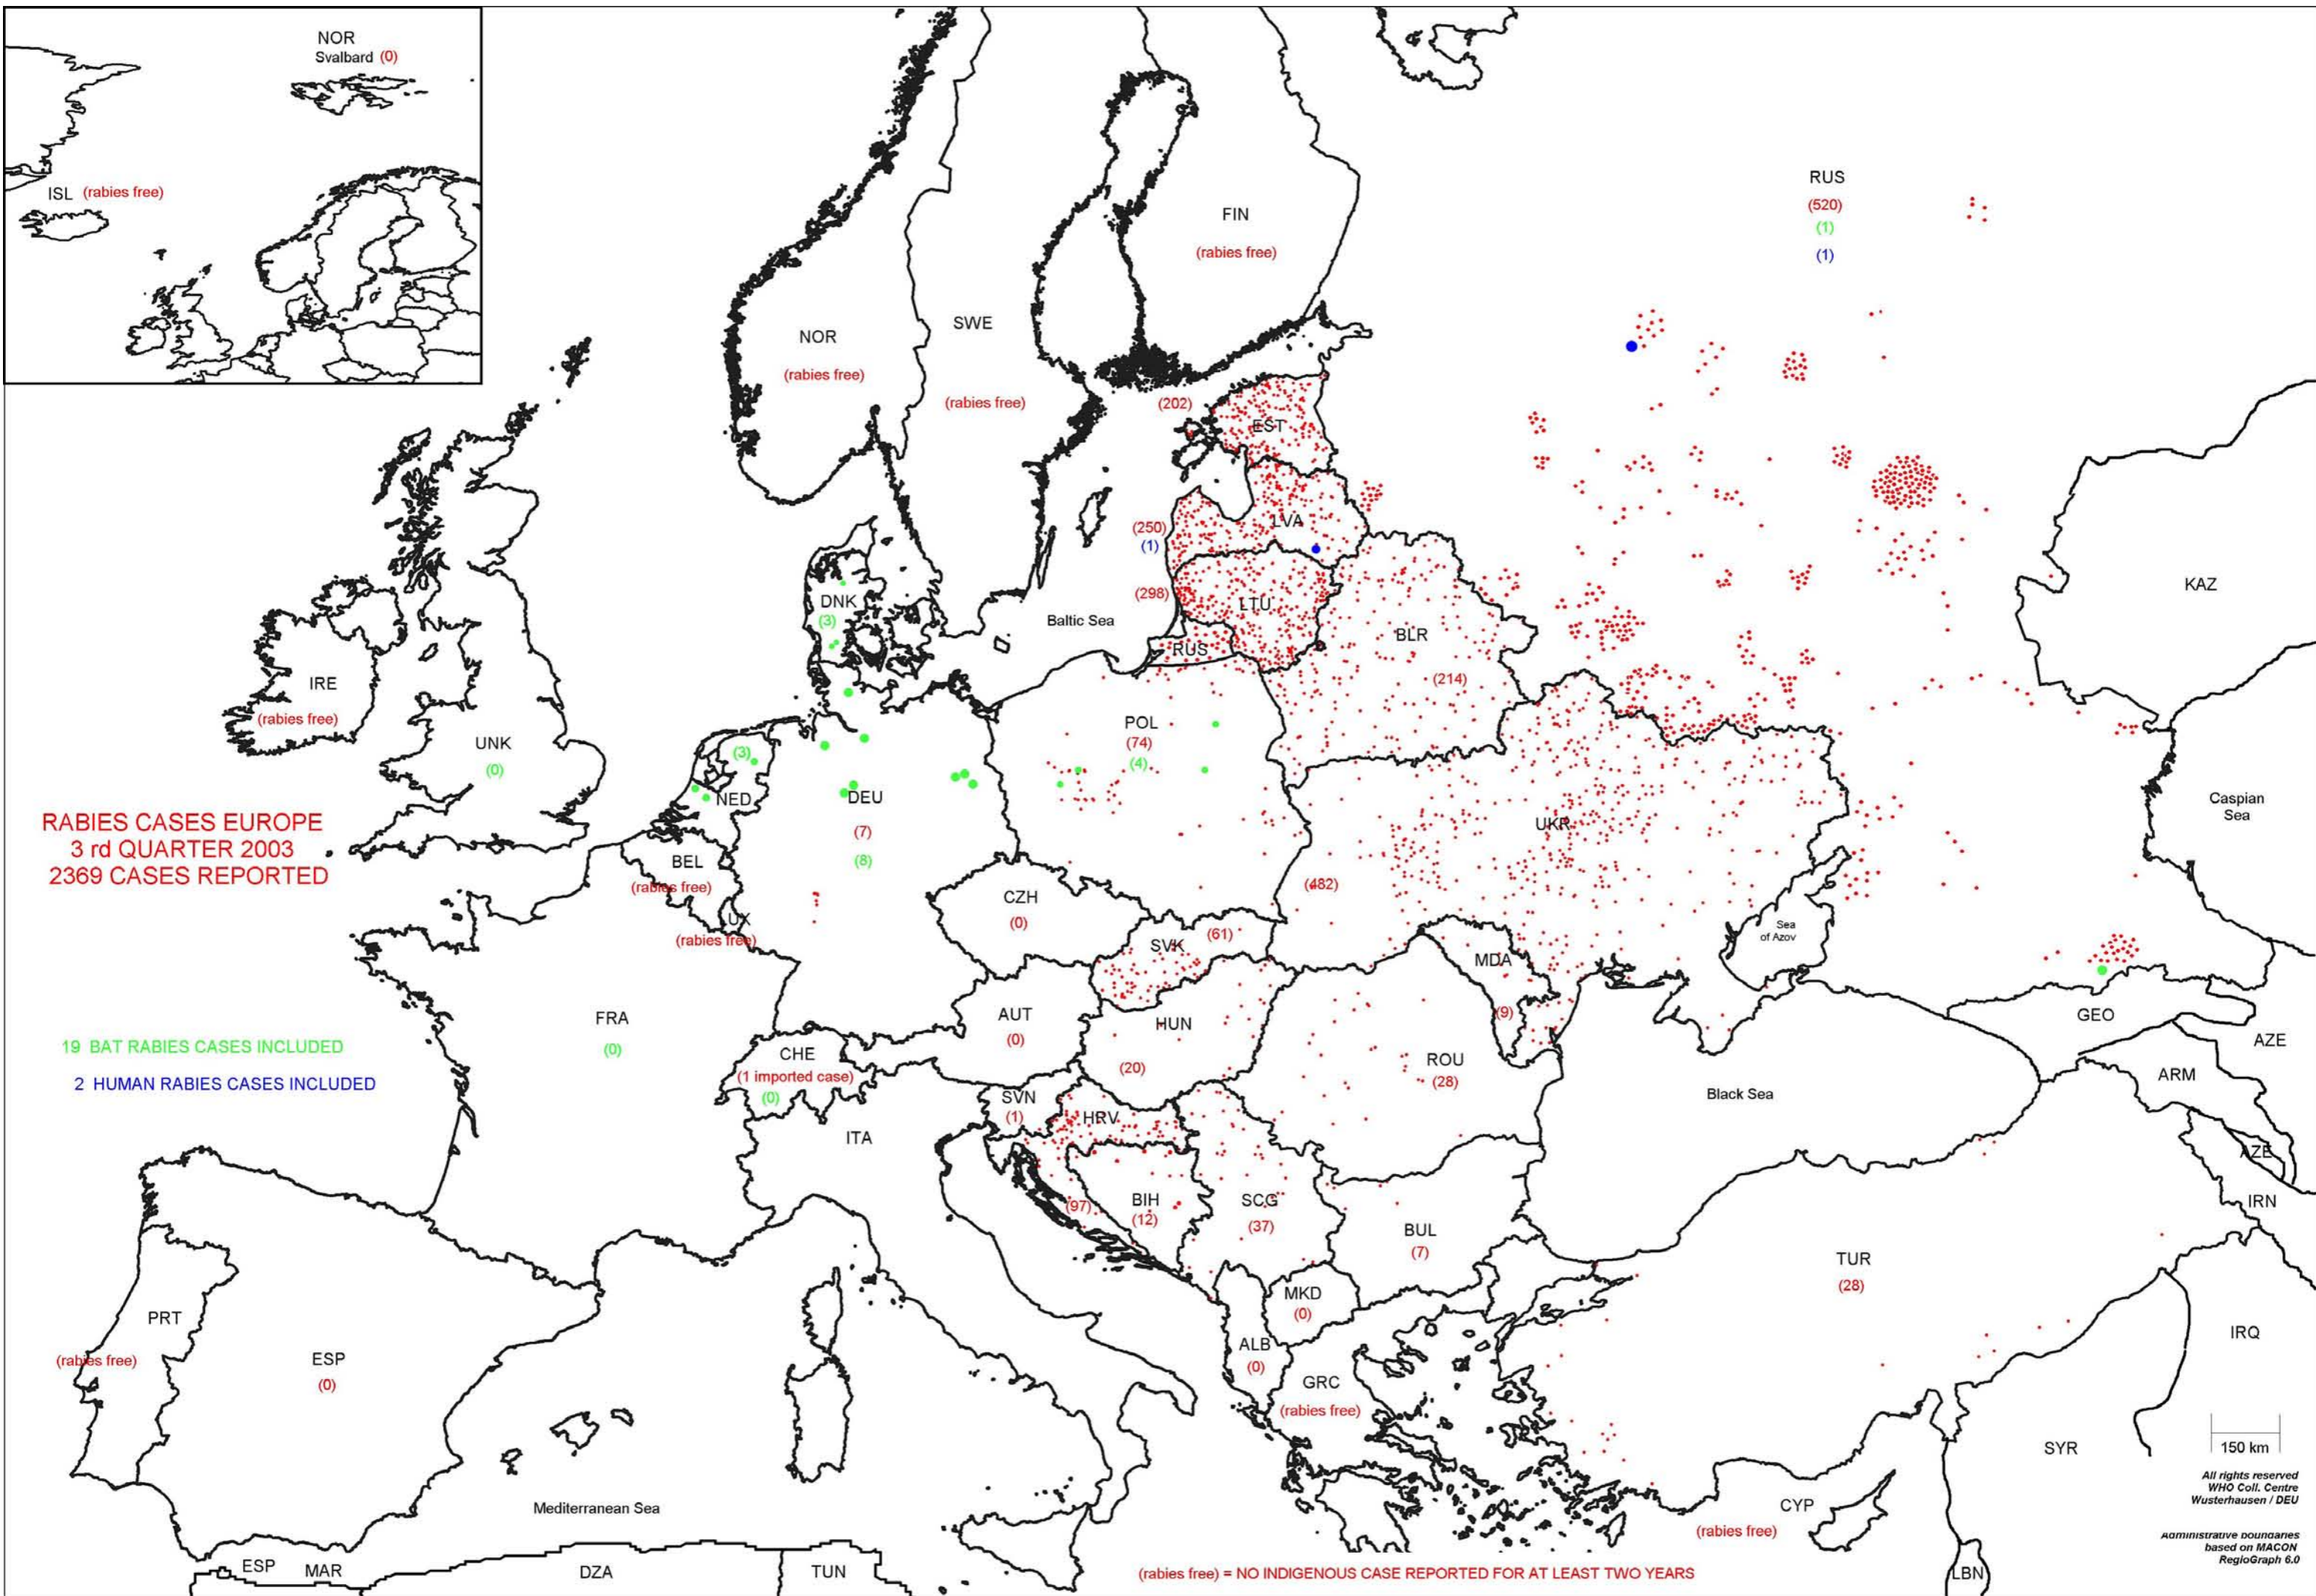 NOR
Svalbard (0)
ISL (rabies free)
RUS
(520)
(1)
(1)
FIN
(rabies free)
SWE
(rabies free)
NOR
(rabies free)
(202)
EST
(250)
(1)
LVA
(298)
LTU
KAZ
DNK
(3)
Baltic Sea
RUS
BLR
(214)
IRE
(rabies free)
UNK
(0)
POL
(74)
(4)
(3)
NED
DEU
(7)
(8)
Caspian
Sea
UKR
(482)
RABIES CASES EUROPE
3 rd QUARTER 2003
2369 CASES REPORTED
BEL
(rabies free)
LUX
(rabies free)
CZH
(0)
SVK
(61)
Sea
of Azov
MDA
(9)
FRA
(0)
AUT
(0)
HUN
(20)
GEO
AZE
19 BAT RABIES CASES INCLUDED
2 HUMAN RABIES CASES INCLUDED
CHE
(1 imported case)
(0)
ROU
(28)
ARM
Black Sea
SVN
(1)
HRV
ITA
AZE
(97)
BIH
(12)
SCG
(37)
IRN
BUL
(7)
TUR
(28)
MKD
(0)
PRT
(rabies free)
ESP
(0)
ALB
(0)
IRQ
GRC
(rabies free)
150 km
SYR
All rights reserved
WHO Coll. Centre
Wusterhausen / DEU
Mediterranean Sea
CYP
(rabies free)
Administrative boundaries
based on MACON
RegioGraph 6.0
ESP
MAR
DZA
TUN
(rabies free) = NO INDIGENOUS CASE REPORTED FOR AT LEAST TWO YEARS
LBN